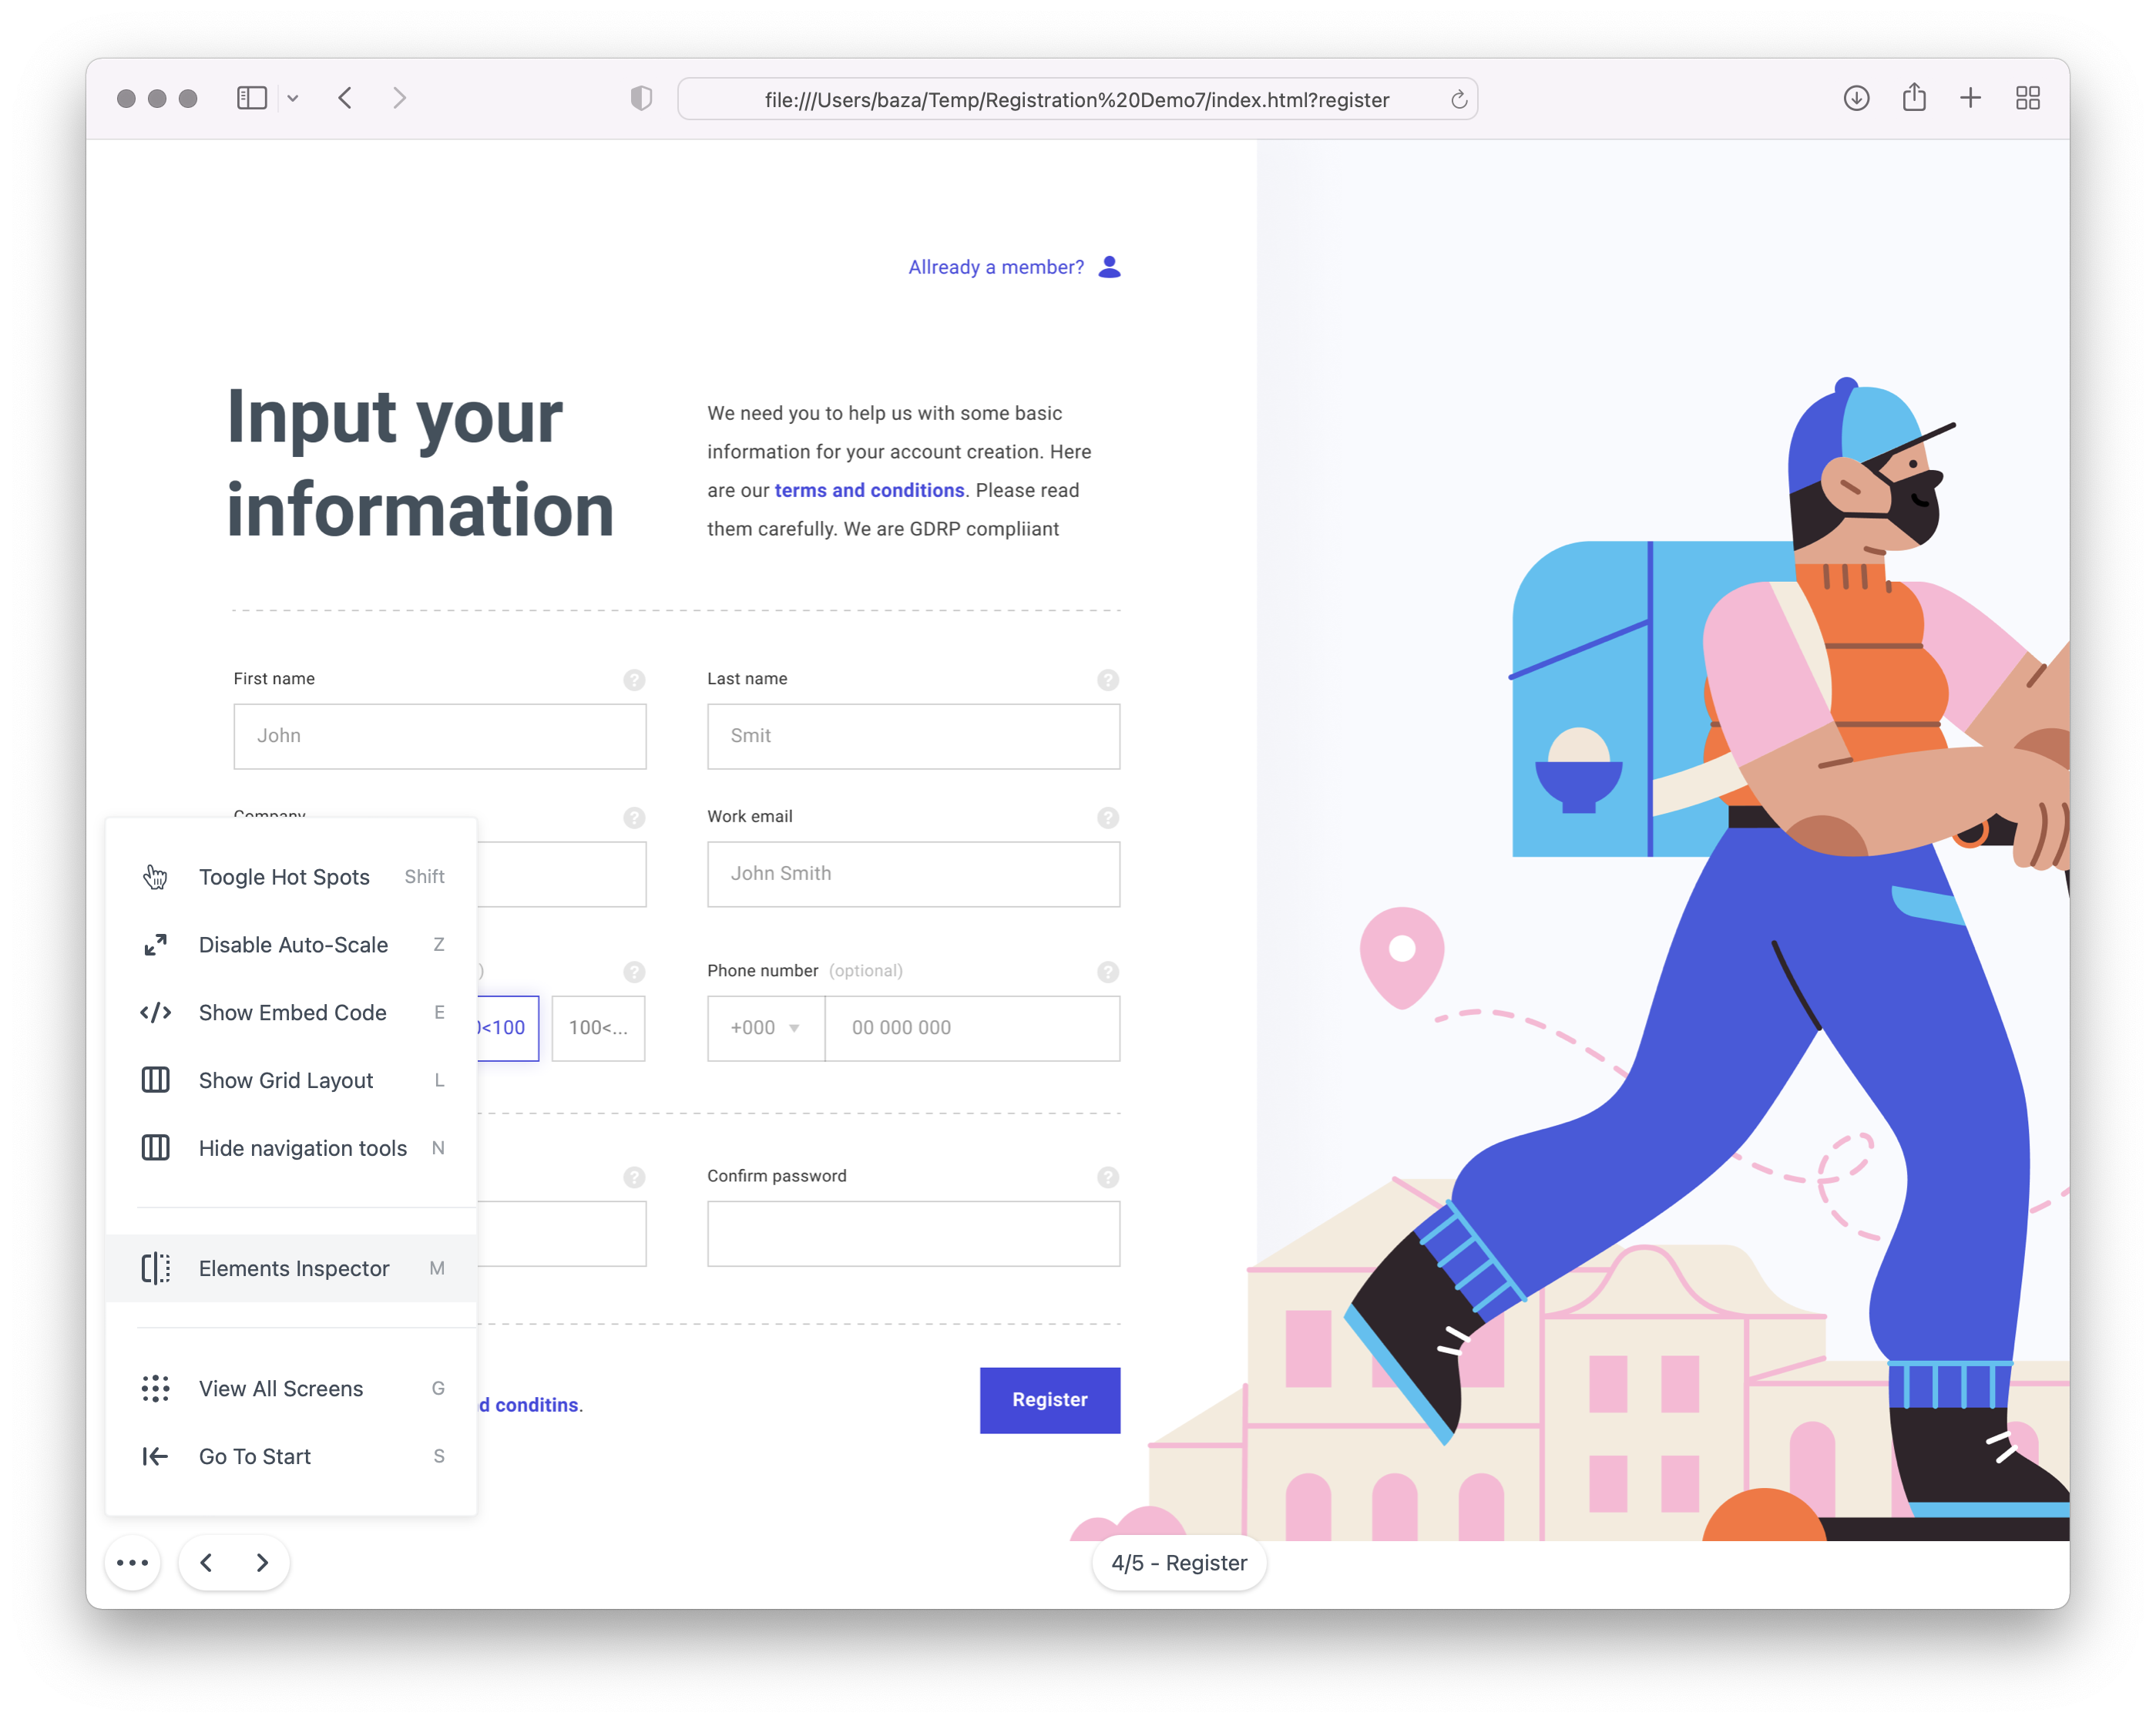 file:///Users/baza/Temp/Registration%20Demo7/index.html?register
Allready a member?
Input your
information
We need you to help us with some basic
information for your account creation. Here
are our terms and conditions. Please read
them carefully. We are GDRP compliiant
First name ?
Last name ?
John
Smit
Company ?
Work email ?
John Smith
) ?
Phone number (optional) ?
<100
100<...
+000
00 000 000
?
Confirm password ?
d conditins.
Register
Toogle Hot Spots Shift
Disable Auto-Scale Z
Show Embed Code E
Show Grid Layout L
Hide navigation tools N
Elements Inspector M
View All Screens G
Go To Start S
4/5 - Register